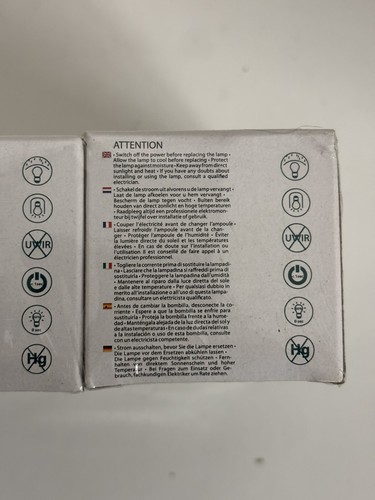 ATTENTION
• Switch off the power before replacing the lamp •
Allow the lamp to cool before replacing • Protect
the lamp against moisture • Keep away from direct
sunlight and heat • If you have any doubts about
installing or using the lamp, consult a qualified
electrician.
• Schakel de stroom uit alvorens u de lamp vervangt •
Laat de lamp afkoelen voor u hem vervangt •
Bescherm de lamp tegen vocht • Buiten bereik
houden van direct zonlicht en hoge temperaturen
• Raadpleeg altijd een professionele elektromon-
teur bij twijfel over installatie of gebruik.
• Couper l'électricité avant de changer l'ampoule •
Laisser refroidir l'ampoule avant de la chan-
ger • Protéger l'ampoule de l'humidité • Éviter
la lumière directe du soleil et les températures
élevées • En cas de doute sur l'installation ou
l'utilisation il est conseillé de faire appel à un
électricien professionnel.
• Togliere la corrente prima di sostituire la lampadi-
na • Lasciare che la lampadina si raffreddi prima di
sostituirla • Proteggere la lampadina dall'umidità
• Mantenere al riparo dalla luce diretta del sole
e dalle alte temperature • Per qualsiasi dubbio in
merito all'installazione o all'uso di questa lampa-
dina, consultare un elettricista qualificato.
• Antes de cambiar la bombilla, desconecte la co-
rriente • Espere a que la bombilla se enfríe para
sustituirla • Proteja la bombilla frente a la humed-
dad • Manténgala alejada de la luz directa del sol y
de altas temperaturas • En caso de dudas relativas
a la instalación o uso de esta bombilla, consulte
con un electricista competente.
• Strom ausschalten, bevor Sie die Lampe ersetzen •
Die Lampe vor dem Ersetzen abkühlen lassen •
Die Lampe gegen Feuchtigkeit schützen • Fern-
halten von direktem Sonnenschein und hoher
Temperatur • Bei Fragen zum Einsatz oder Ge-
brauch, fachkundigen Elektriker um Rate ziehen.
UV IR
Hg
UV IR
Hg